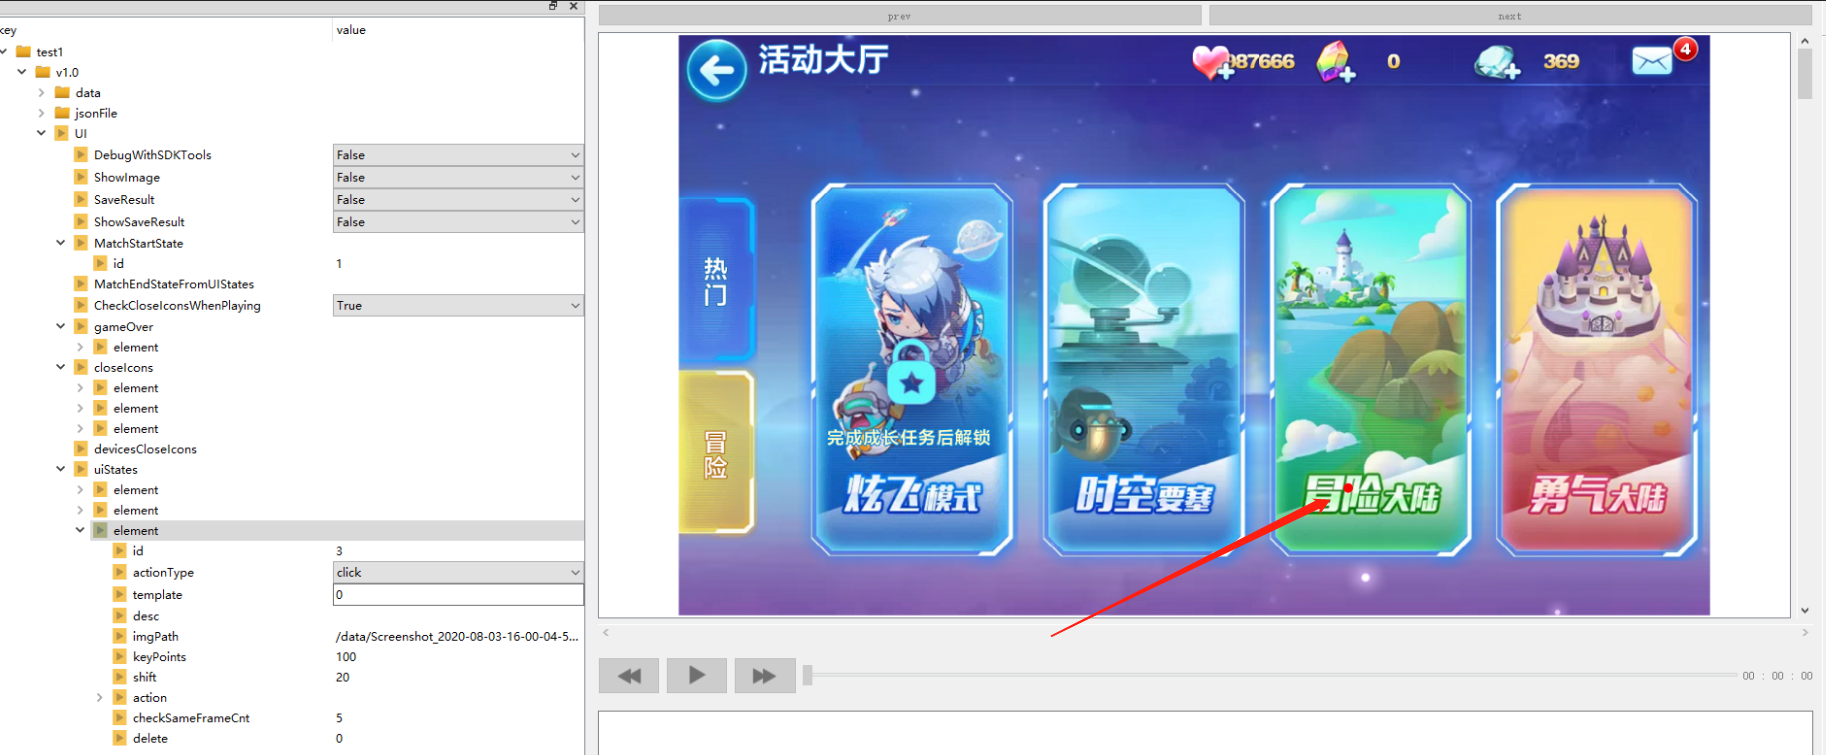 key value
test1
v1.0
data
jsonFile
UI
DebugWithSDKTools False
ShowImage False
SaveResult False
ShowSaveResult False
MatchStartState
id 1
MatchEndStateFromUIStates
CheckCloseIconsWhenPlaying True
gameOver
element
closeIcons
element
element
element
devicesCloseIcons
uiStates
element
element
element
id 3
actionType click
template 0
desc
imgPath /data/Screenshot_2020-08-03-16-00-04-5...
keyPoints 100
shift 20
action
checkSameFrameCnt 5
delete 0
prev next
活动大厅 987666 0 369 4
热门
冒险
完成成长任务后解锁
炫飞模式 时空要塞 冒险大陆 勇气大陆
00 : 00 : 00